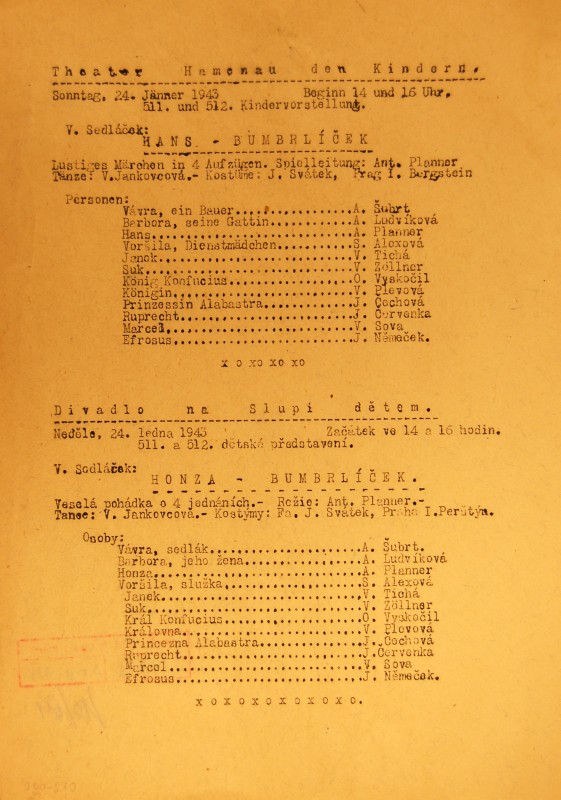 Theater Hamenau den Kindern.
Sonntag, 24. Jänner 1943 Beginn 14 und 16 Uhr.
511. und 512. Kindervorstellung.
V. Sedláček:
HANS - BUMBRLÍČEK
Lustiges Märchen in 4 Aufzügen. Spielleitung: Ant. Planner
Tänze: V.Jankovcová.- Kostüme: J. Svátek, Prag I. Bergstein
Personen:
Vávra, ein Bauer..................A. Šubrt
Barbora, seine Gattin.............A. Ludvíková
Hans..............................A. Planner
Voršila, Dienstmädchen............S. Alexová
Janek.............................V. Tichá
Suk...............................V. Zöllner
König Konfucius...................O. Vyskočil
Königin...........................V. Plevová
Prinzessin Alabastra..............J. Čochová
Ruprecht..........................J. Červenka
Marcel............................V. Sova
Efrosus...........................J. Němeček.
x o xo xo xo
Divadlo na Slupi dětem.
Neděle, 24. ledna 1943 Začátek ve 14 a 16 hodin.
511. a 512. dětské představení.
V. Sedláček:
HONZA - BUMBRLÍČEK.
Veselá pohádka o 4 jednáních.- Režie: Ant. Planner.-
Tance: V. Jankovcová.- Kostýmy: Fa. J. Svátek, Praha I.Perštýn.
Osoby:
Vávra, sedlák.....................A. Šubrt.
Barbora, jeho žena................A. Ludvíková
Honza.............................A. Planner
Voršila, služka...................S. Alexová
Janek.............................V. Tichá
Suk...............................V. Zöllner
Král Konfucius....................O. Vyskočil
Královna..........................V. Plevová
Princezna Alabastra...............J. Čochová
Ruprecht..........................J.Červenka
Marcel............................V. Sova
Efrosus...........................J. Němeček.
xoxoxoxoxoxo.